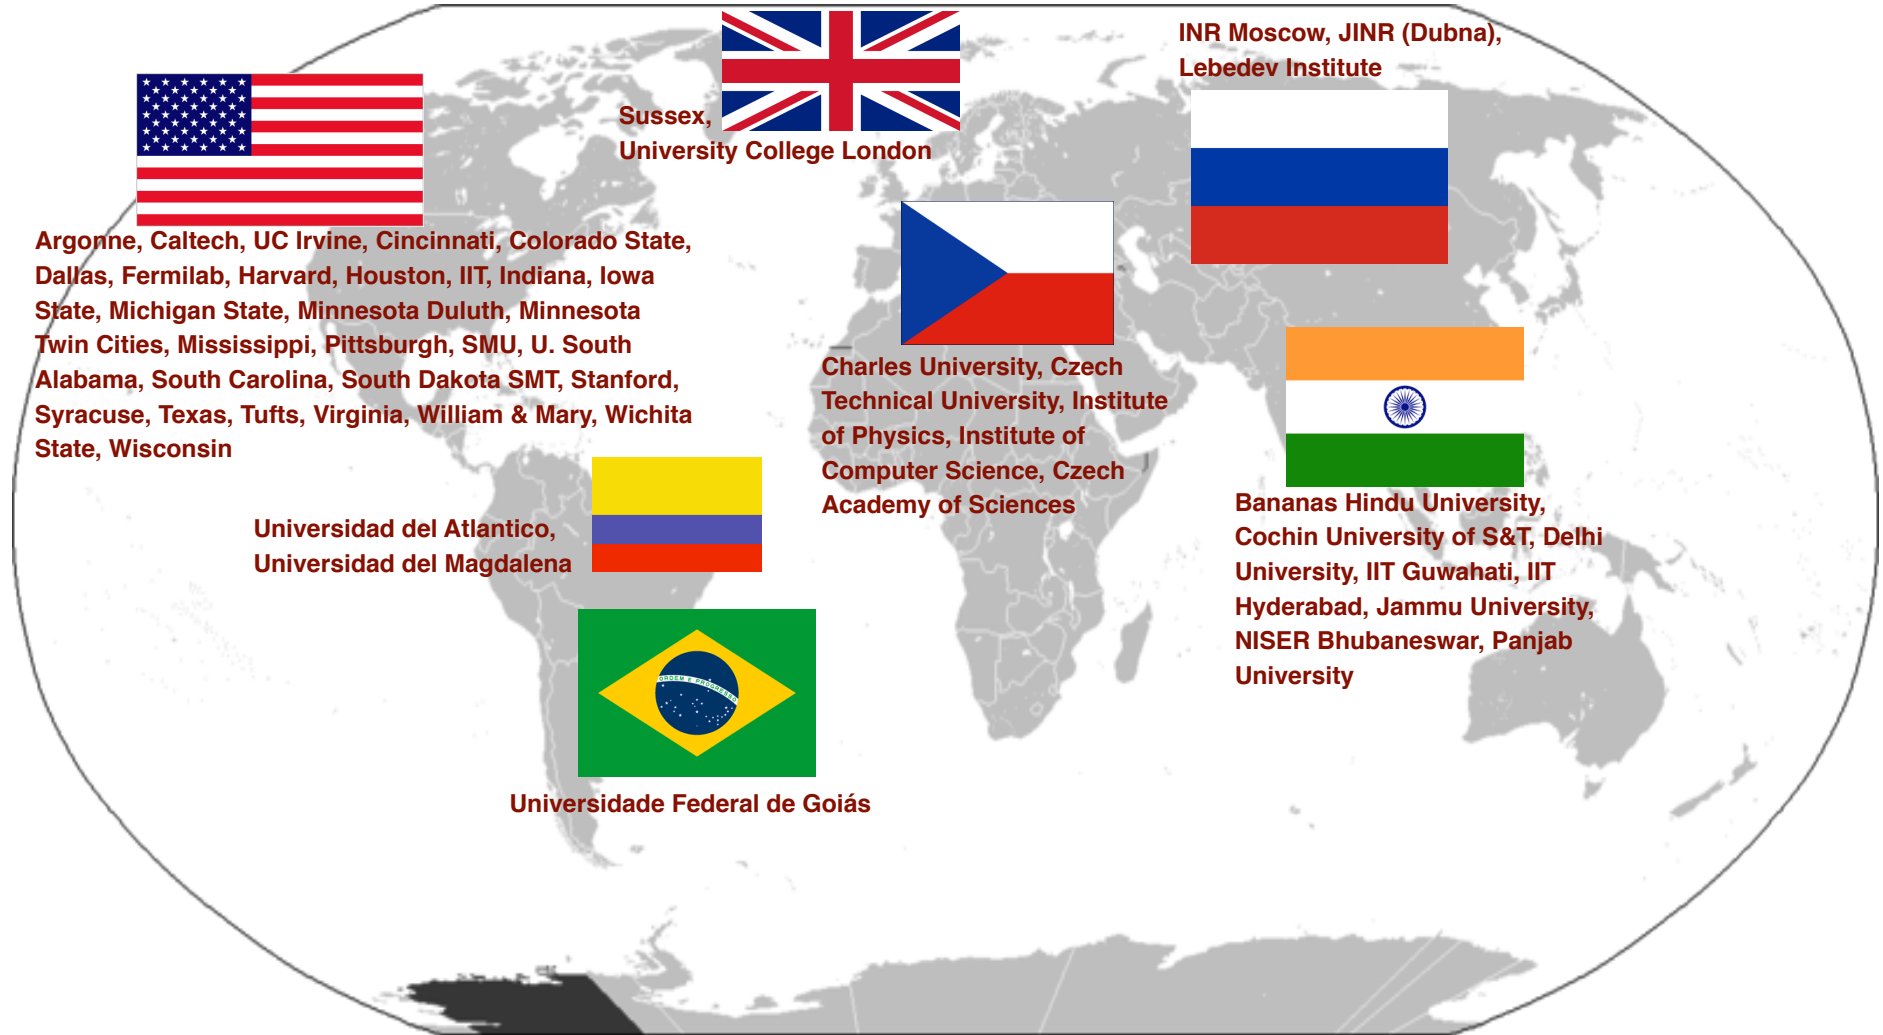 INR Moscow, JINR (Dubna),
Lebedev Institute
Sussex,
University College London
Argonne, Caltech, UC Irvine, Cincinnati, Colorado State,
Dallas, Fermilab, Harvard, Houston, IIT, Indiana, Iowa
State, Michigan State, Minnesota Duluth, Minnesota
Twin Cities, Mississippi, Pittsburgh, SMU, U. South
Alabama, South Carolina, South Dakota SMT, Stanford,
Syracuse, Texas, Tufts, Virginia, William & Mary, Wichita
State, Wisconsin
Charles University, Czech
Technical University, Institute
of Physics, Institute of
Computer Science, Czech
Academy of Sciences
Bananas Hindu University,
Cochin University of S&T, Delhi
University, IIT Guwahati, IIT
Hyderabad, Jammu University,
NISER Bhubaneswar, Panjab
University
Universidad del Atlantico,
Universidad del Magdalena
ORDEM E PROGRESSO
Universidade Federal de Goiás